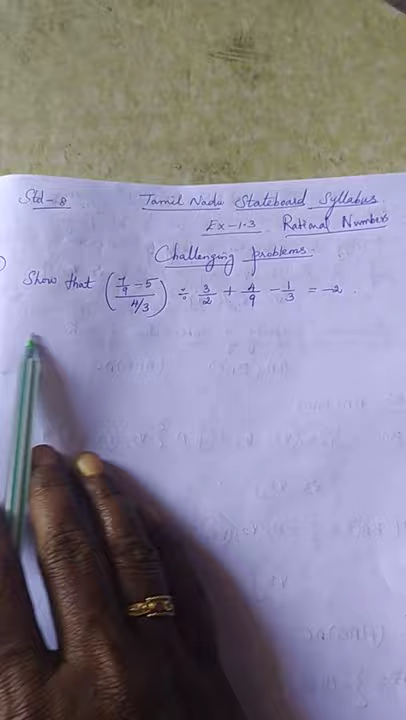 Std-8 Tamil Nadu Stateboard Syllabus
Ex-1.3 Rational Numbers
Challenging problems.
Show that ((7/9 - 5)/(4/3)) ÷ 3/2 + 4/9 - 1/3 = -2.